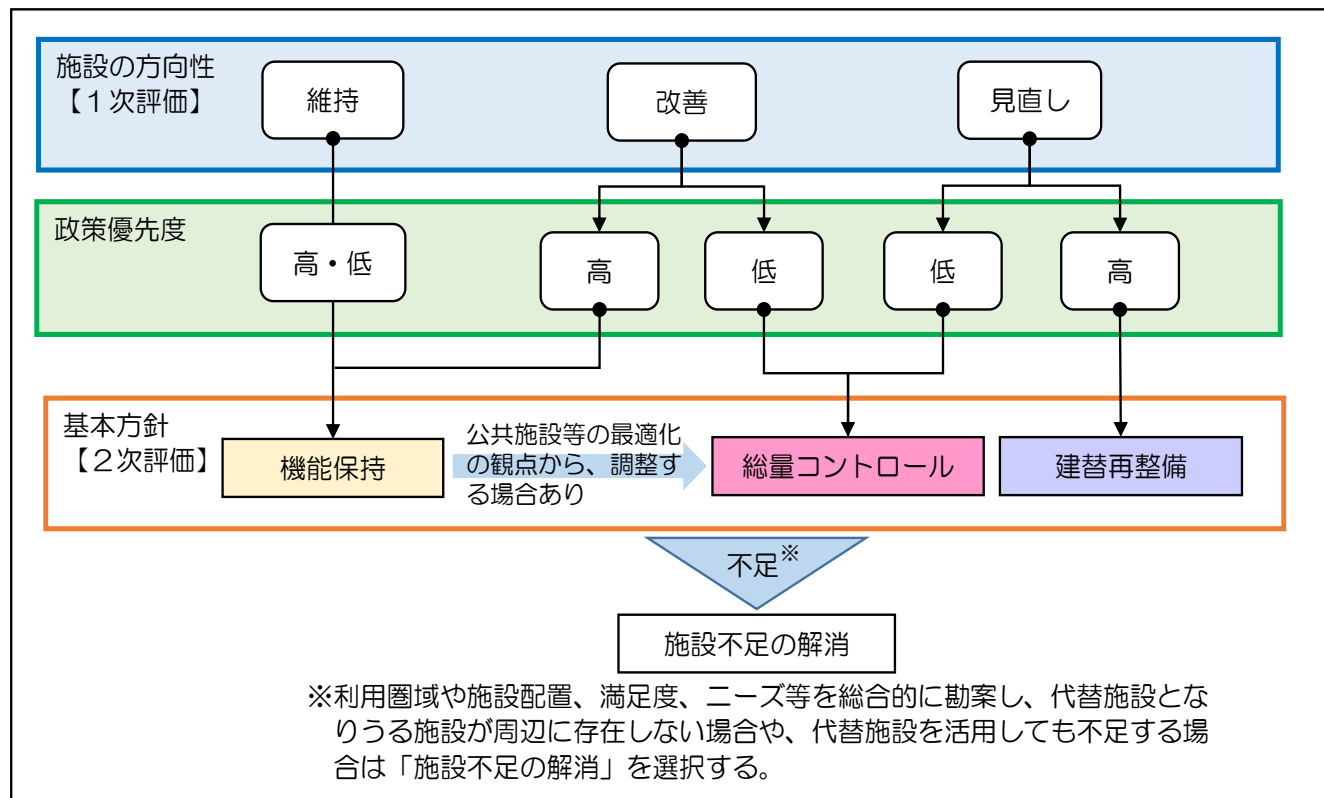 施設の方向性
【１次評価】
維持
改善
見直し
政策優先度
高・低
高
低
低
高
基本方針
【２次評価】
機能保持
公共施設等の最適化
の観点から、調整す
る場合あり
総量コントロール
建替再整備
不足※
施設不足の解消
※利用圏域や施設配置、満足度、ニーズ等を総合的に勘案し、代替施設とな
りうる施設が周辺に存在しない場合や、代替施設を活用しても不足する場
合は「施設不足の解消」を選択する。